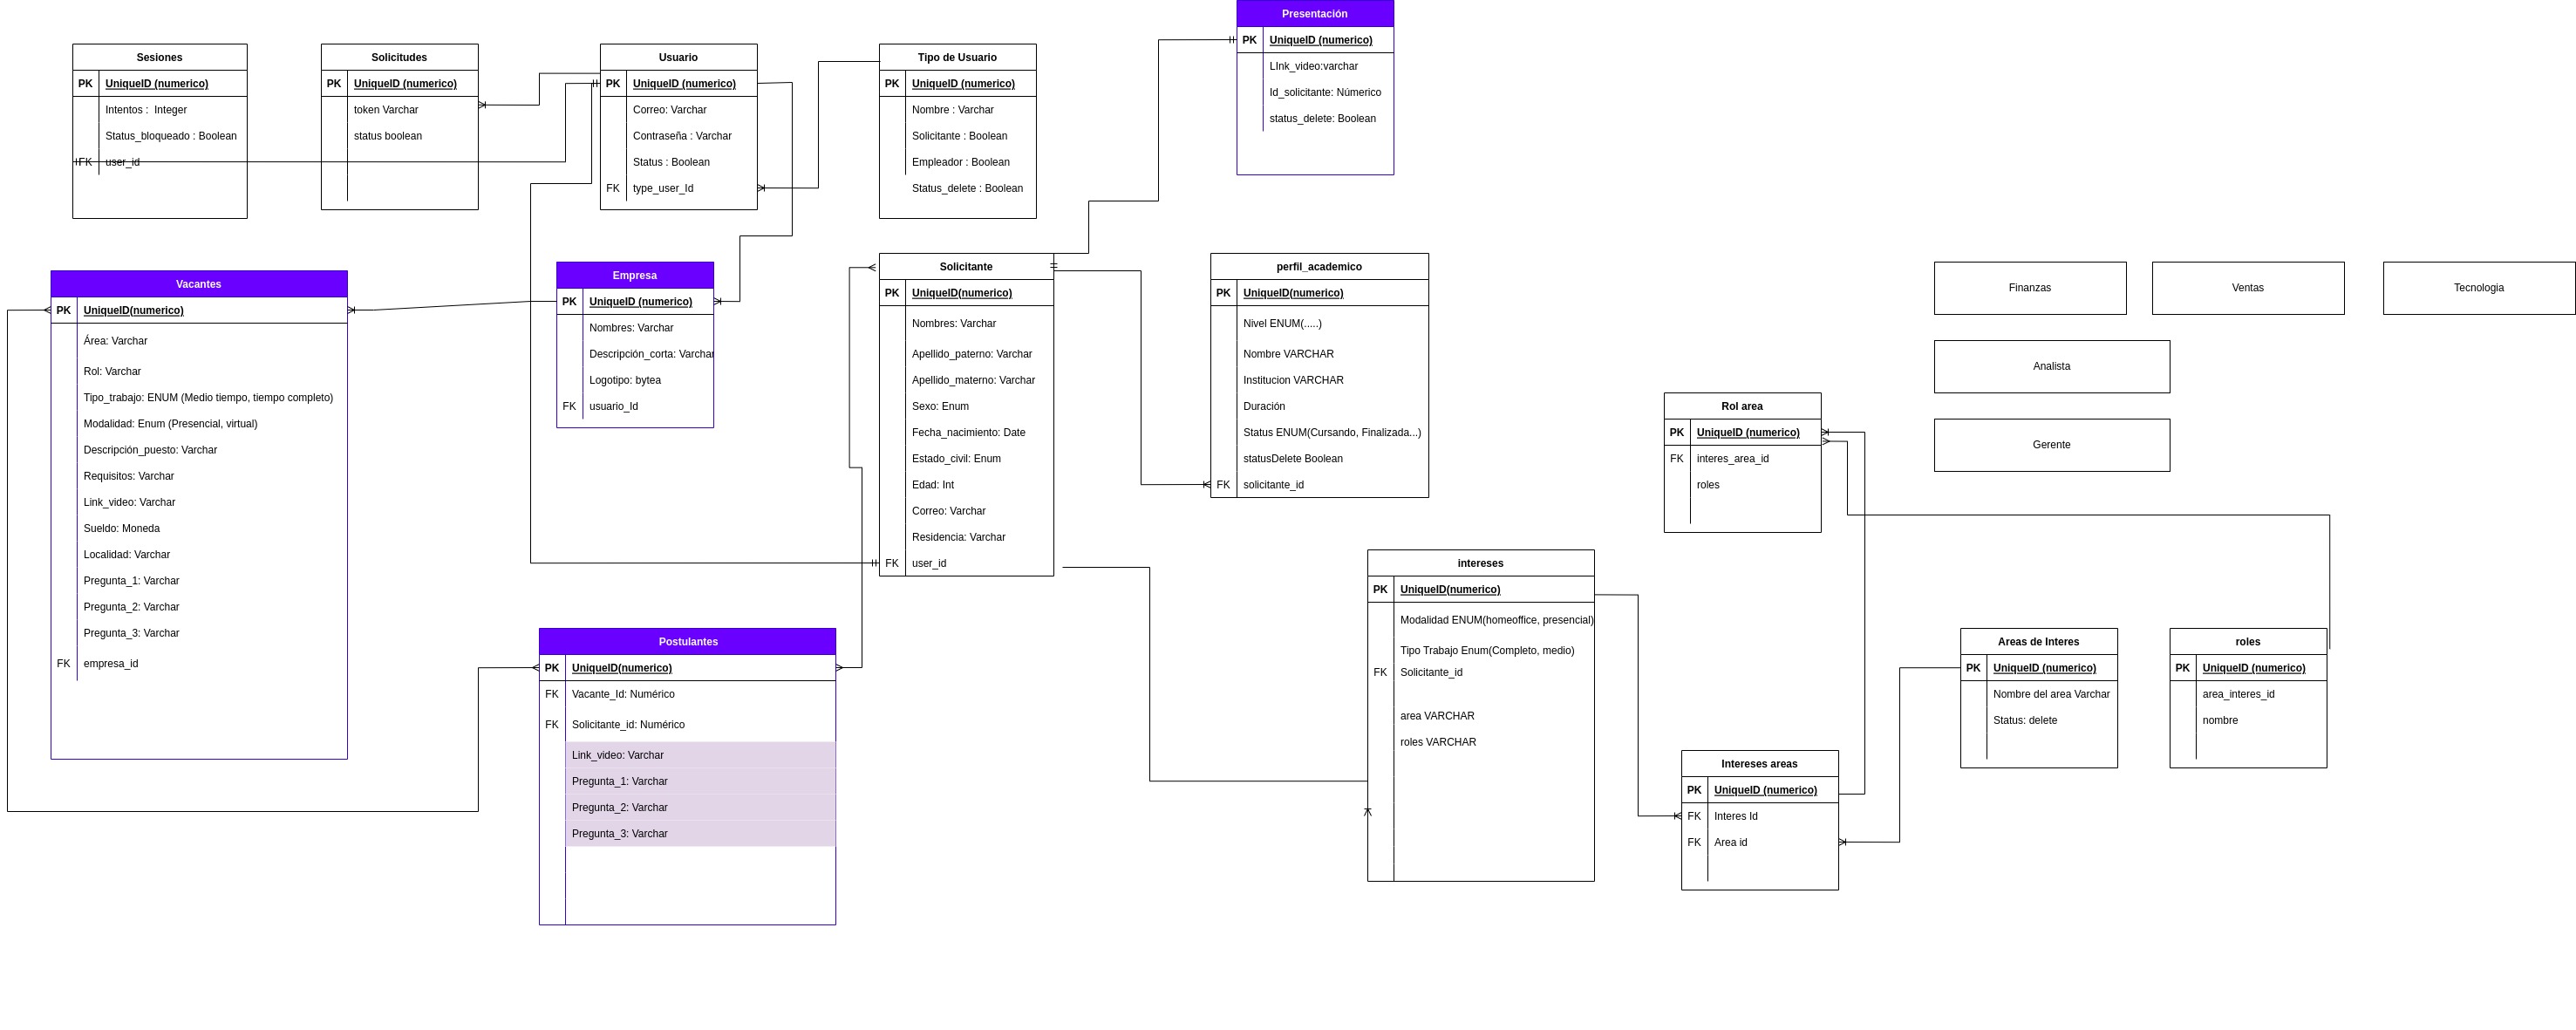 Presentación
PK UniqueID (numerico)
LInk_video:varchar
Id_solicitante: Númerico
status_delete: Boolean
Sesiones
PK UniqueID (numerico)
Intentos : Integer
Status_bloqueado : Boolean
FK user_id
Solicitudes
PK UniqueID (numerico)
token Varchar
status boolean
Usuario
PK UniqueID (numerico)
Correo: Varchar
Contraseña : Varchar
Status : Boolean
FK type_user_Id
Tipo de Usuario
PK UniqueID (numerico)
Nombre : Varchar
Solicitante : Boolean
Empleador : Boolean
Status_delete : Boolean
Vacantes
PK UniqueID(numerico)
Área: Varchar
Rol: Varchar
Tipo_trabajo: ENUM (Medio tiempo, tiempo completo)
Modalidad: Enum (Presencial, virtual)
Descripción_puesto: Varchar
Requisitos: Varchar
Link_video: Varchar
Sueldo: Moneda
Localidad: Varchar
Pregunta_1: Varchar
Pregunta_2: Varchar
Pregunta_3: Varchar
FK empresa_id
Empresa
PK UniqueID (numerico)
Nombres: Varchar
Descripción_corta: Varchar
Logotipo: bytea
FK usuario_Id
Solicitante
PK UniqueID(numerico)
Nombres: Varchar
Apellido_paterno: Varchar
Apellido_materno: Varchar
Sexo: Enum
Fecha_nacimiento: Date
Estado_civil: Enum
Edad: Int
Correo: Varchar
Residencia: Varchar
FK user_id
perfil_academico
PK UniqueID(numerico)
Nivel ENUM(.....)
Nombre VARCHAR
Institucion VARCHAR
Duración
Status ENUM(Cursando, Finalizada...)
statusDelete Boolean
FK solicitante_id
Finanzas
Ventas
Tecnologia
Analista
Gerente
Rol area
PK UniqueID (numerico)
FK interes_area_id
roles
intereses
PK UniqueID(numerico)
Modalidad ENUM(homeoffice, presencial)
Tipo Trabajo Enum(Completo, medio)
FK Solicitante_id
area VARCHAR
roles VARCHAR
Postulantes
PK UniqueID(numerico)
FK Vacante_Id: Numérico
FK Solicitante_id: Numérico
Link_video: Varchar
Pregunta_1: Varchar
Pregunta_2: Varchar
Pregunta_3: Varchar
Areas de Interes
PK UniqueID (numerico)
Nombre del area Varchar
Status: delete
roles
PK UniqueID (numerico)
area_interes_id
nombre
Intereses areas
PK UniqueID (numerico)
FK Interes Id
FK Area id